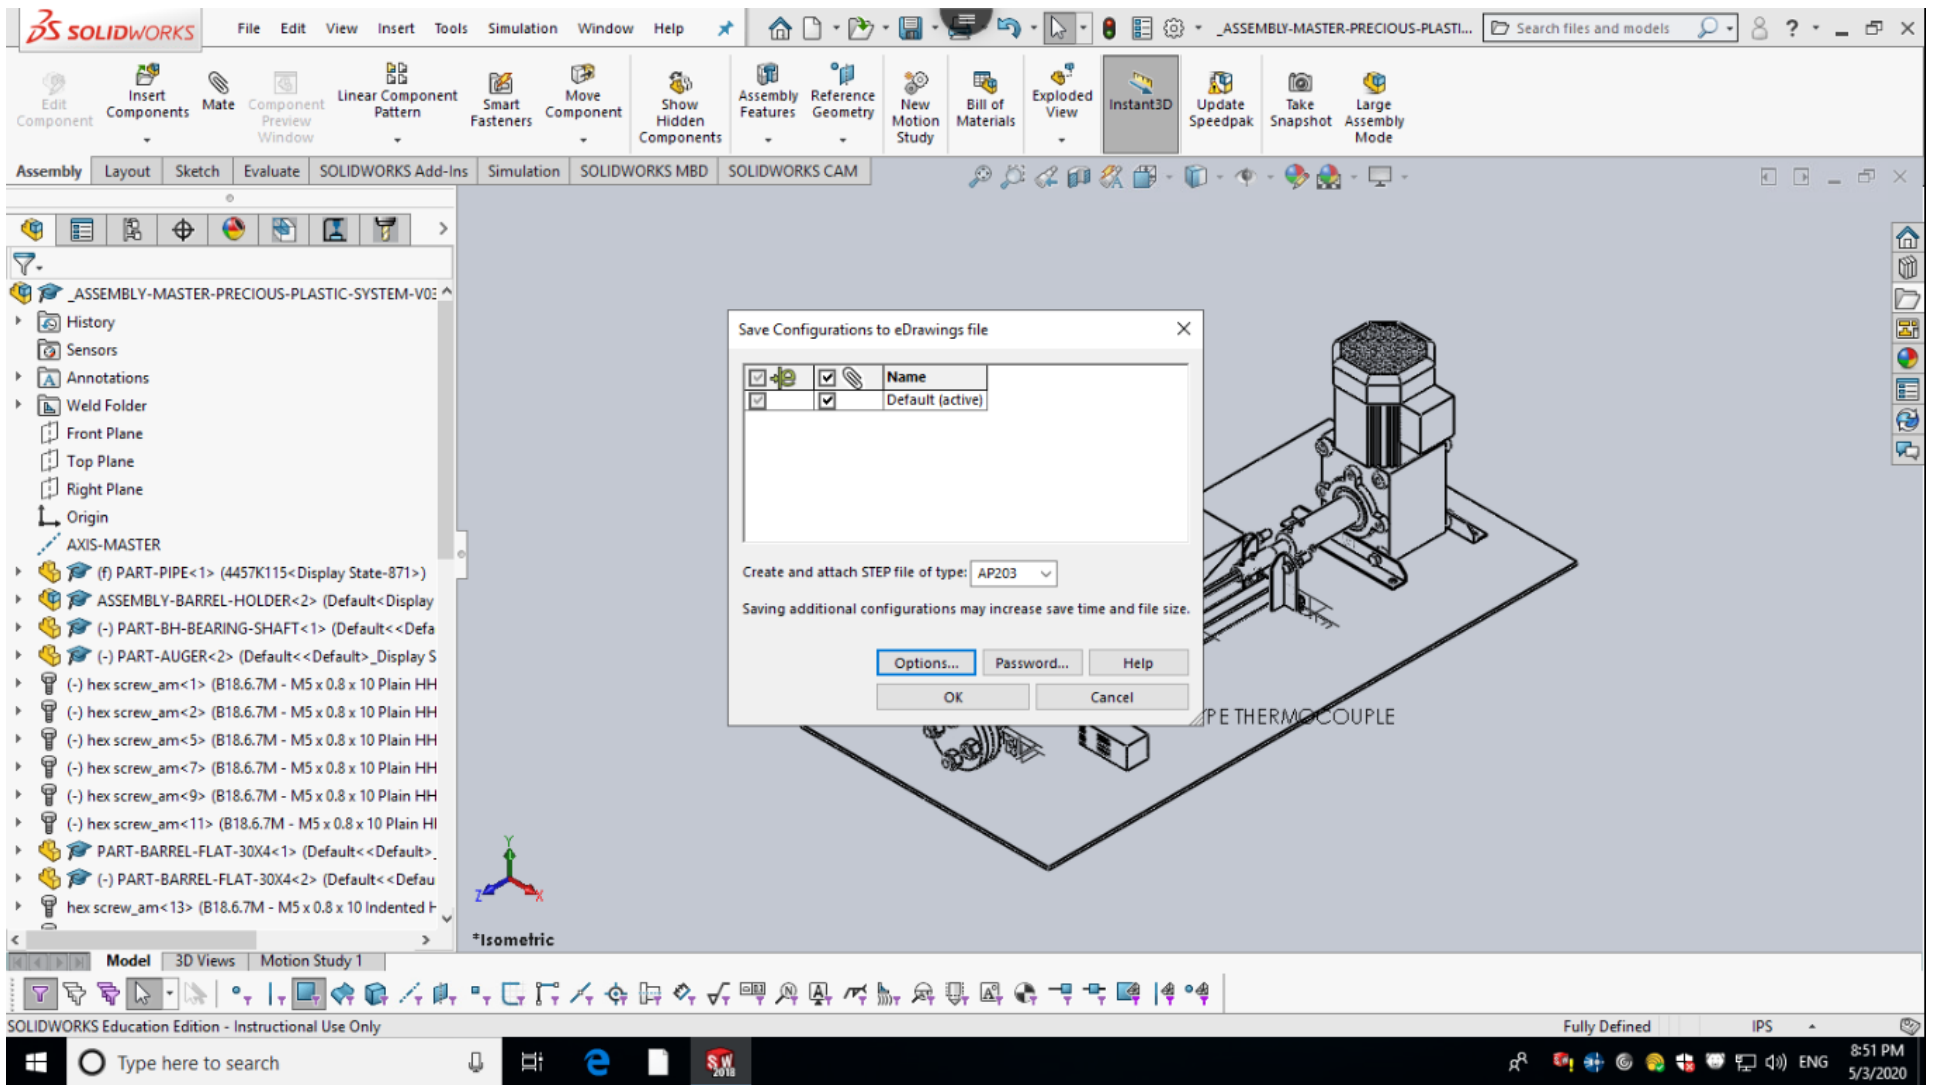 SOLIDWORKS File Edit View Insert Tools Simulation Window Help _ASSEMBLY-MASTER-PRECIOUS-PLASTI... Search files and models ?
Edit Component
Insert Components
Mate
Component Preview Window
Linear Component Pattern
Smart Fasteners
Move Component
Show Hidden Components
Assembly Features
Reference Geometry
New Motion Study
Bill of Materials
Exploded View
Instant3D
Update Speedpak
Take Snapshot
Large Assembly Mode
Assembly Layout Sketch Evaluate SOLIDWORKS Add-Ins Simulation SOLIDWORKS MBD SOLIDWORKS CAM
_ASSEMBLY-MASTER-PRECIOUS-PLASTIC-SYSTEM-V03
History
Sensors
Annotations
Weld Folder
Front Plane
Top Plane
Right Plane
Origin
AXIS-MASTER
(f) PART-PIPE<1> (4457K115<Display State-871>)
ASSEMBLY-BARREL-HOLDER<2> (Default<Display
(-) PART-BH-BEARING-SHAFT<1> (Default<<Defa
(-) PART-AUGER<2> (Default<<Default>_Display S
(-) hex screw_am<1> (B18.6.7M - M5 x 0.8 x 10 Plain HH
(-) hex screw_am<2> (B18.6.7M - M5 x 0.8 x 10 Plain HH
(-) hex screw_am<5> (B18.6.7M - M5 x 0.8 x 10 Plain HH
(-) hex screw_am<7> (B18.6.7M - M5 x 0.8 x 10 Plain HH
(-) hex screw_am<9> (B18.6.7M - M5 x 0.8 x 10 Plain HH
(-) hex screw_am<11> (B18.6.7M - M5 x 0.8 x 10 Plain HI
PART-BARREL-FLAT-30X4<1> (Default<<Default>_
(-) PART-BARREL-FLAT-30X4<2> (Default<<Defau
hex screw_am<13> (B18.6.7M - M5 x 0.8 x 10 Indented H
Save Configurations to eDrawings file
Name
Default (active)
Create and attach STEP file of type: AP203
Saving additional configurations may increase save time and file size.
Options... Password... Help
OK Cancel
YPE THERMOCOUPLE
Y
Z X
*Isometric
Model 3D Views Motion Study 1
SOLIDWORKS Education Edition - Instructional Use Only Fully Defined IPS
Type here to search SW 2018 ENG 8:51 PM
5/3/2020